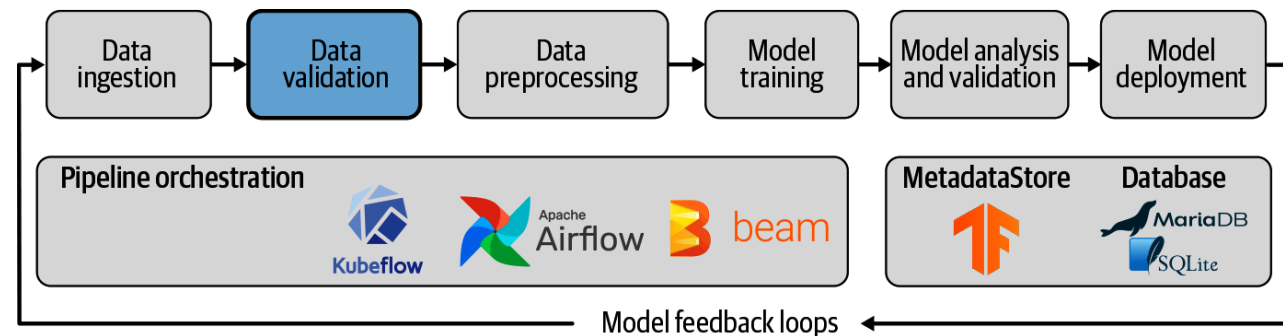 Data
ingestion
Data
validation
Data
preprocessing
Model
training
Model analysis
and validation
Model
deployment
Pipeline orchestration
Kubeflow
Apache
Airflow
beam
MetadataStore
Database
MariaDB
SQLite
Model feedback loops